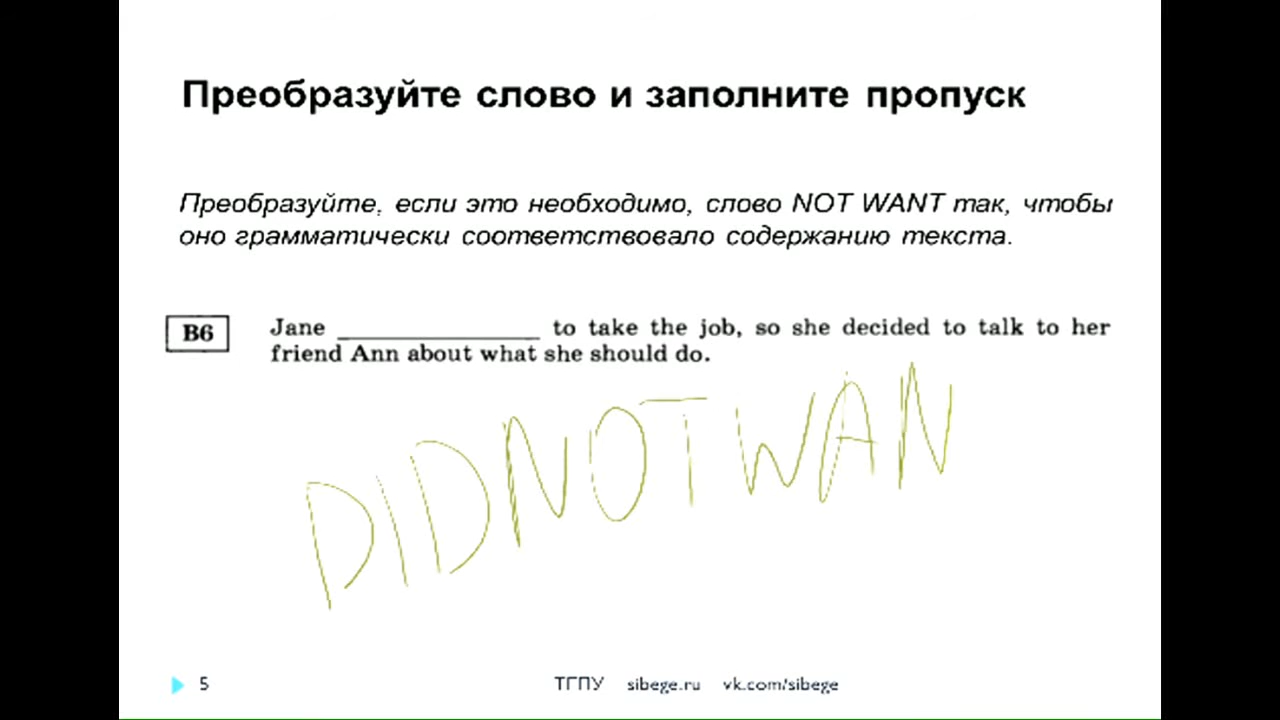 Преобразуйте слово и заполните пропуск
Преобразуйте, если это необходимо, слово NOT WANT так, чтобы
оно грамматически соответствовало содержанию текста.
B6 Jane ______________ to take the job, so she decided to talk to her
friend Ann about what she should do.
DIDNOTWAN
5 ТГПУ sibege.ru vk.com/sibege